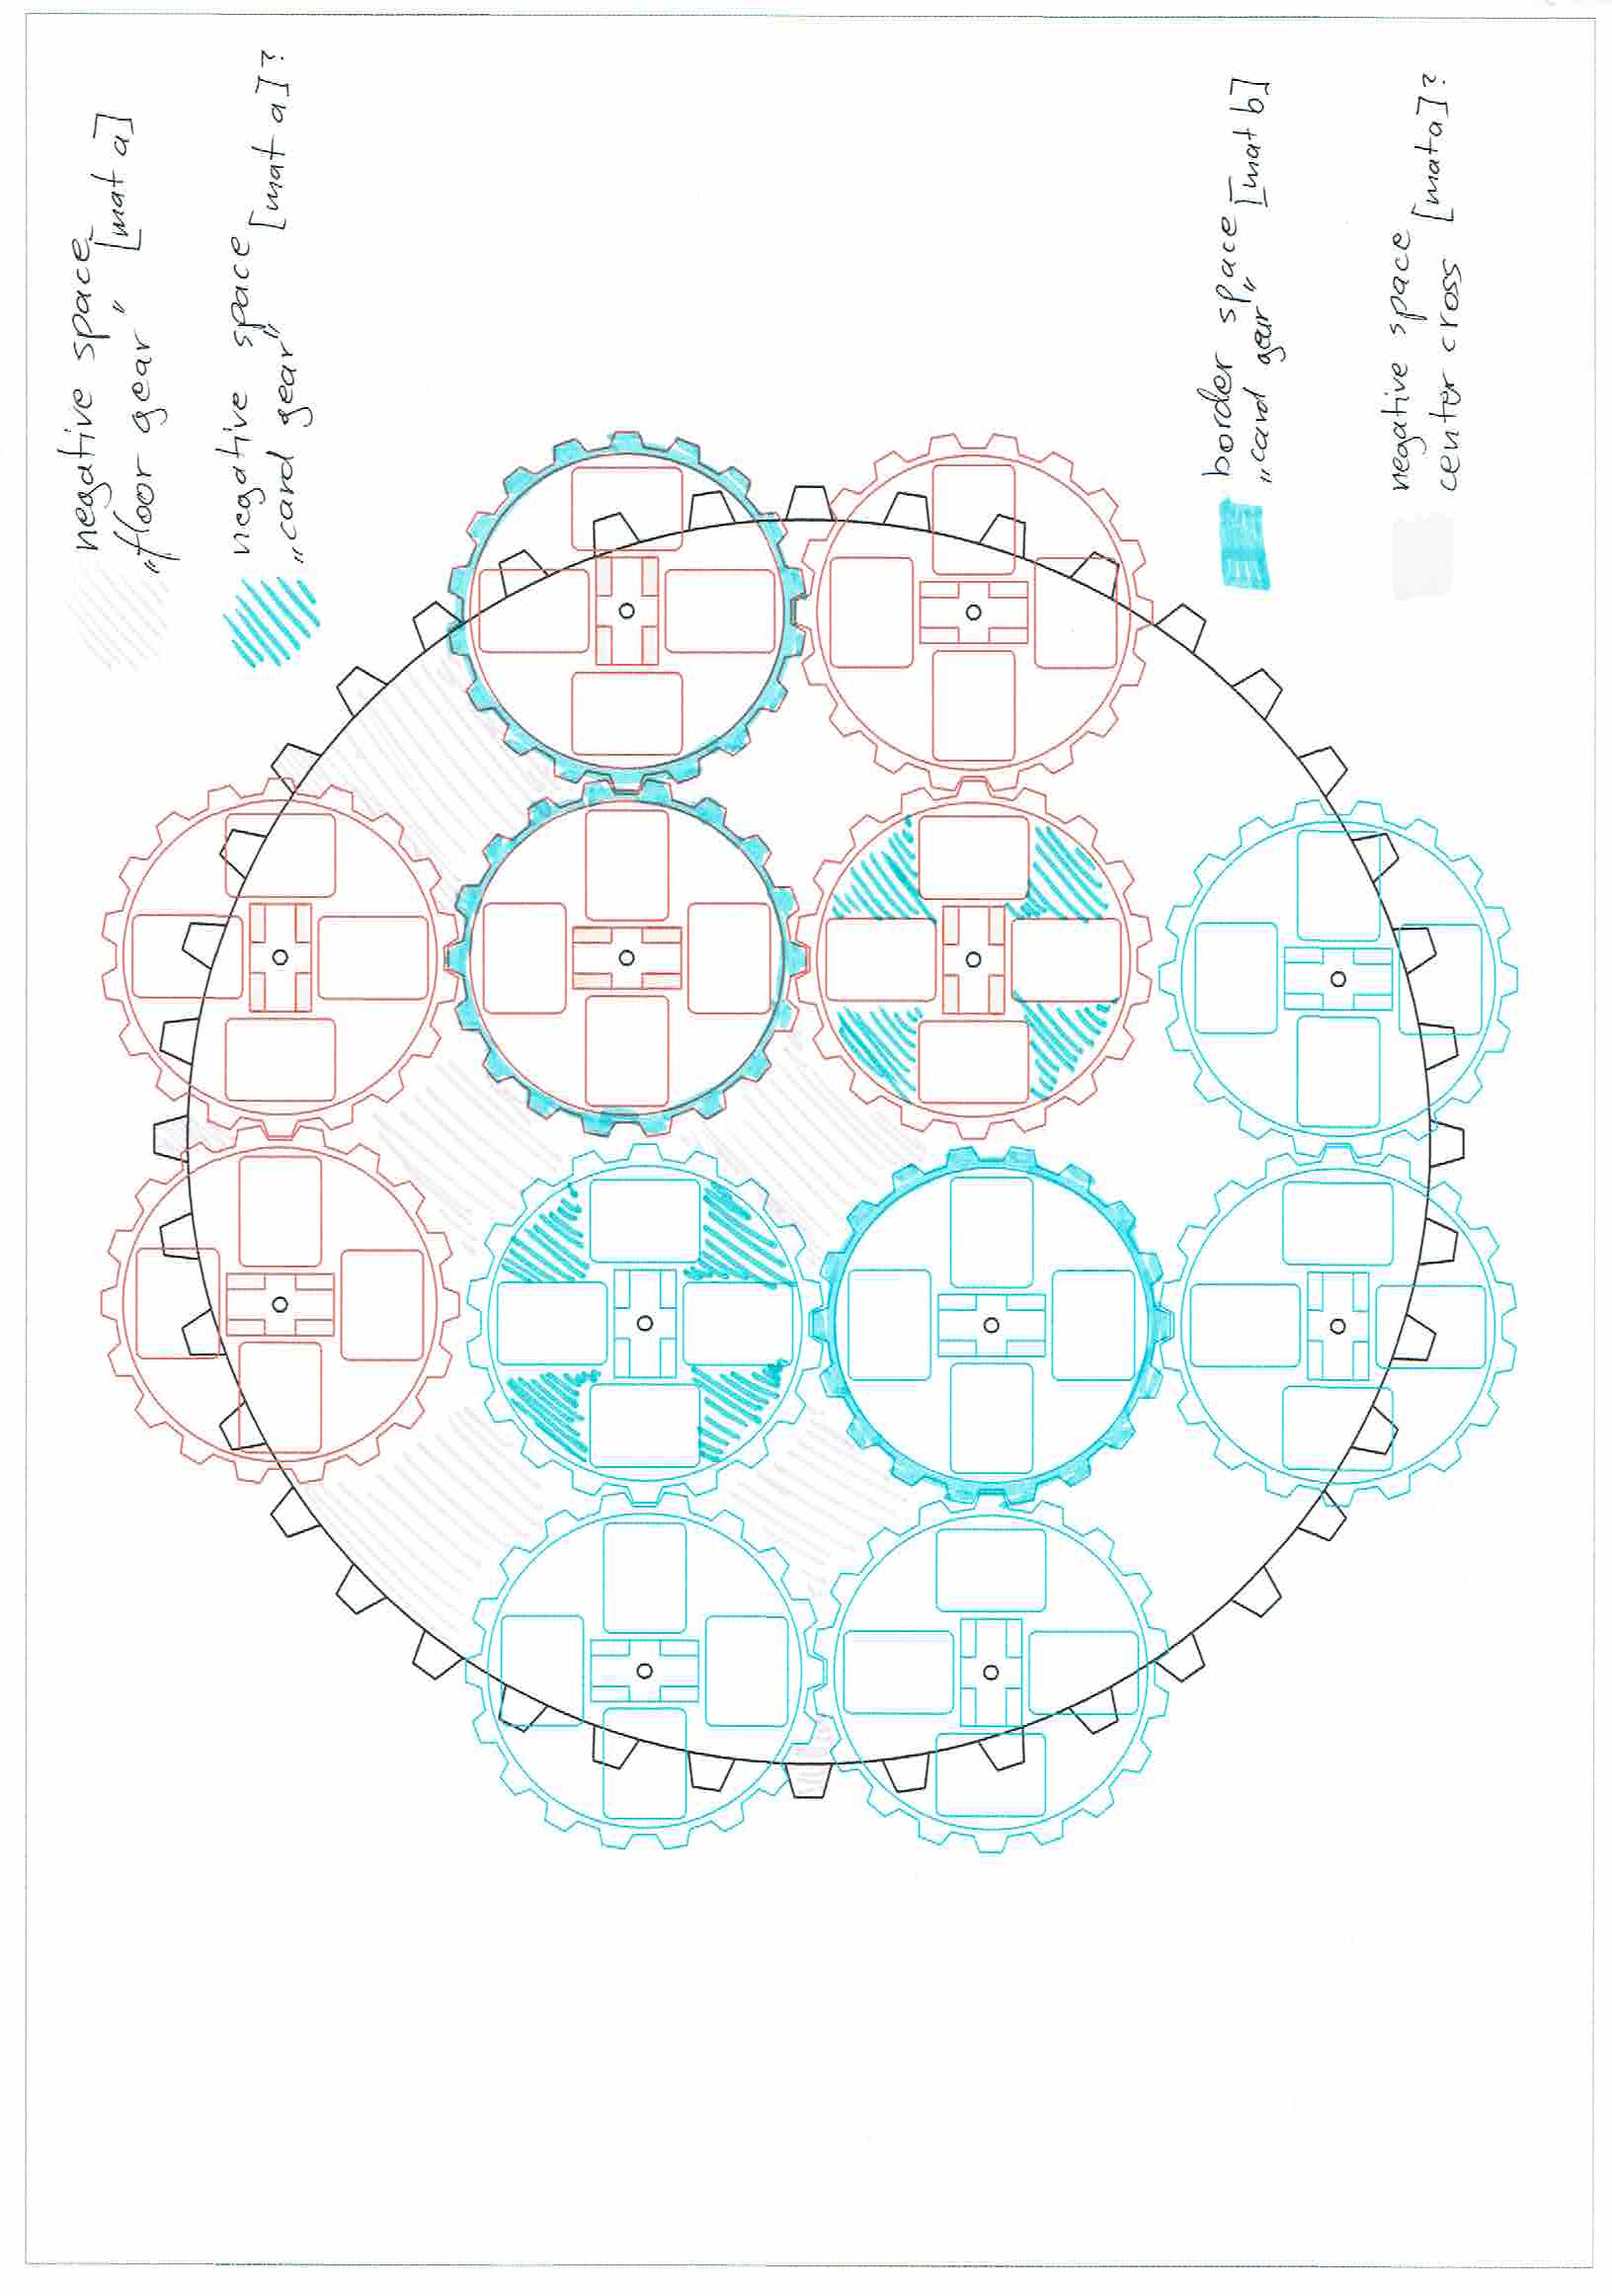 negative space
"floor gear" [mat a]
negative space
"card gear" [mat a]?
border space
"card gear" [mat b]
negative space
center cross [mat a]?